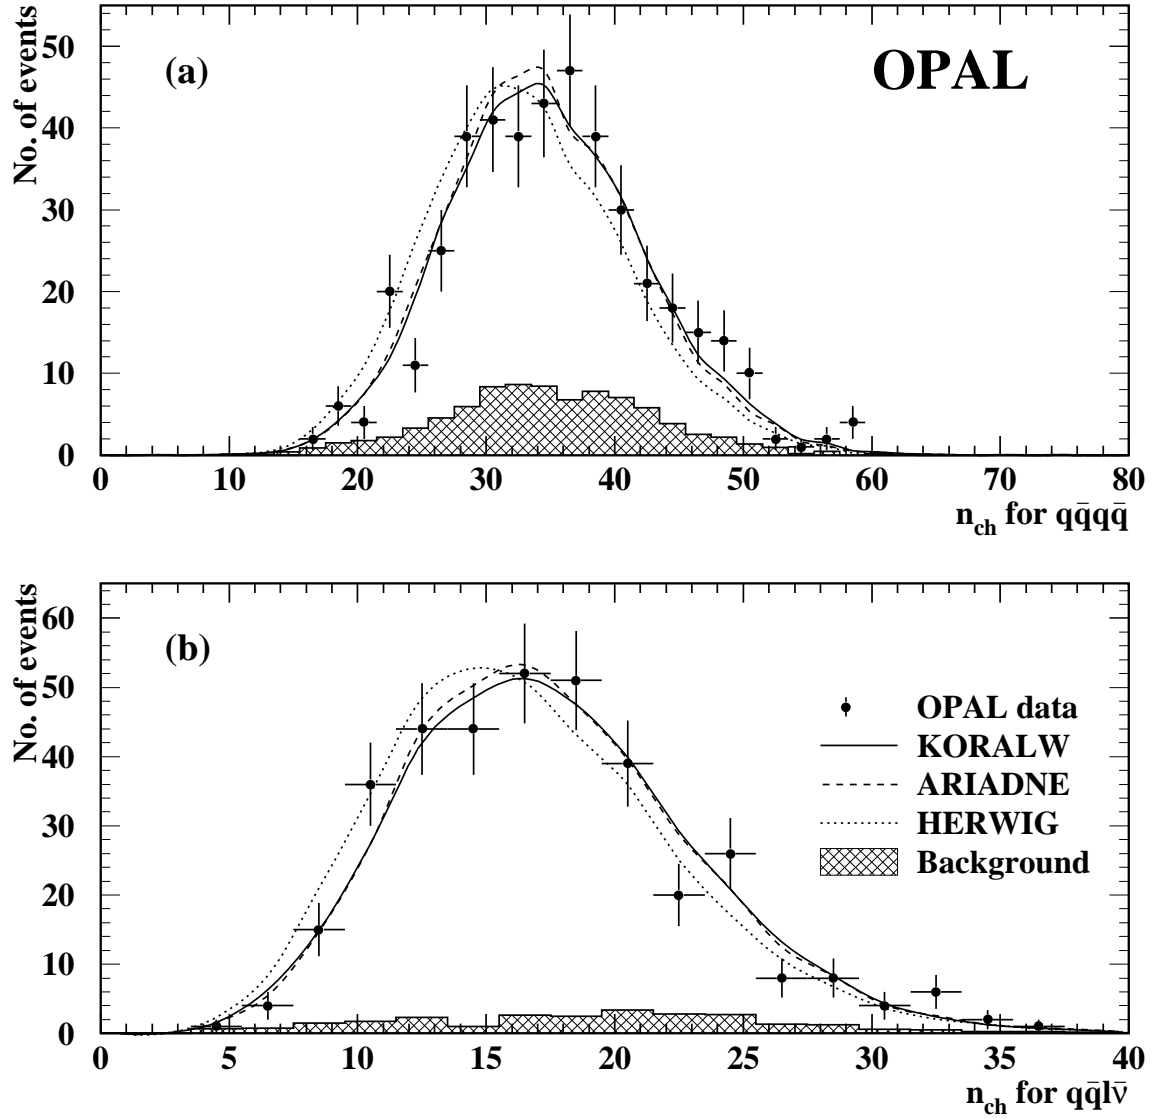 No. of events
(a)
OPAL
50
40
30
20
10
0
0 10 20 30 40 50 60 70 80
n_ch for qq̄qq̄
No. of events
(b)
60
50
40
30
20
10
0
OPAL data
KORALW
ARIADNE
HERWIG
Background
0 5 10 15 20 25 30 35 40
n_ch for qq̄lν̄